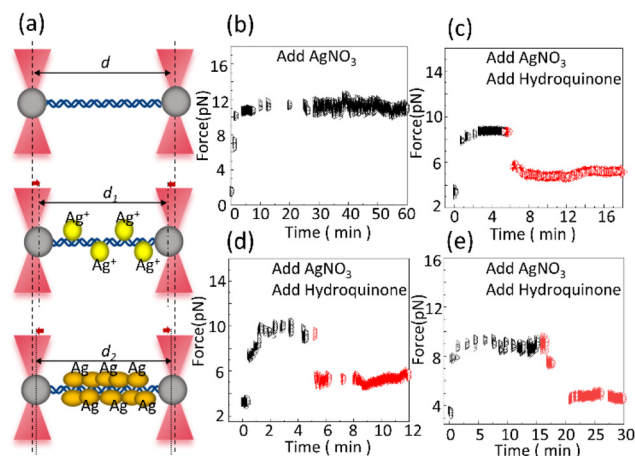 (a)
d
d1
Ag+ Ag+
Ag+ Ag+
d2
Ag Ag Ag
Ag Ag Ag
(b)
Add AgNO3
Force(pN)
16
12
8
4
0
0 10 20 30 40 50 60
Time ( min )
(c)
Add AgNO3
Add Hydroquinone
Force(pN)
14
10
6
2
0 4 8 12 16
Time ( min )
(d)
Add AgNO3
Add Hydroquinone
Force(pN)
14
10
6
2
0 2 4 6 8 10 12
Time ( min )
(e)
Add AgNO3
Add Hydroquinone
Force(pN)
16
12
8
4
0 5 10 15 20 25 30
Time ( min )